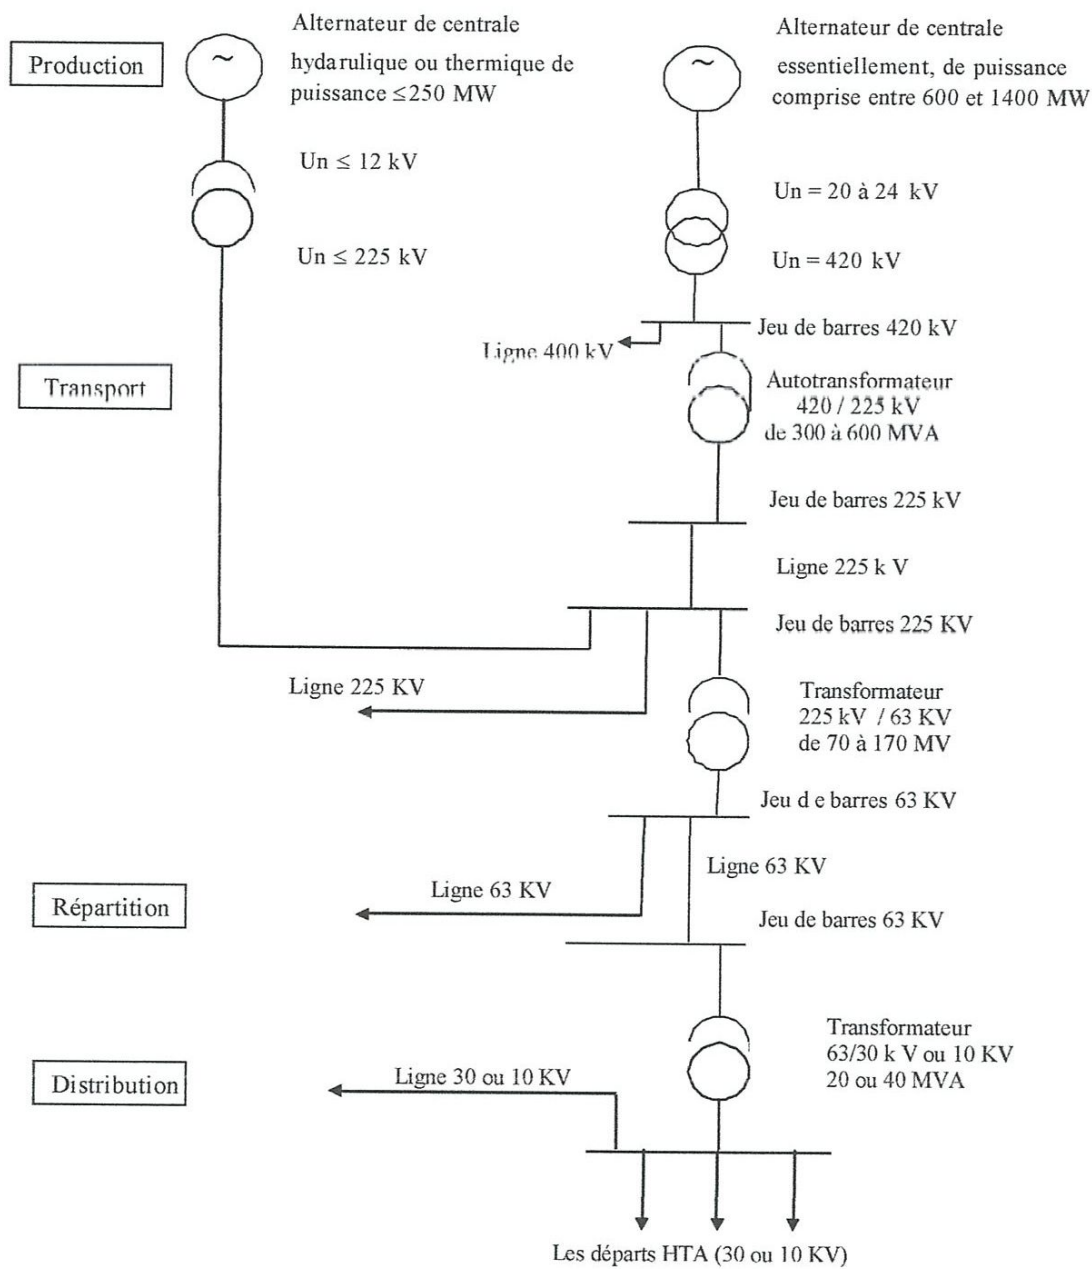 Production
Alternateur de centrale
hydarulique ou thermique de
puissance ≤250 MW
~
Alternateur de centrale
essentiellement, de puissance
comprise entre 600 et 1400 MW
~
Un ≤ 12 kV
Un ≤ 225 kV
Un = 20 à 24 kV
Un = 420 kV
Jeu de barres 420 kV
Ligne 400 kV
Transport
Autotransformateur
420 / 225 kV
de 300 à 600 MVA
Jeu de barres 225 kV
Ligne 225 k V
Jeu de barres 225 KV
Ligne 225 KV
Transformateur
225 kV / 63 KV
de 70 à 170 MV
Jeu d e barres 63 KV
Ligne 63 KV
Ligne 63 KV
Répartition
Jeu de barres 63 KV
Transformateur
63/30 k V ou 10 KV
20 ou 40 MVA
Distribution
Ligne 30 ou 10 KV
Les départs HTA (30 ou 10 KV)